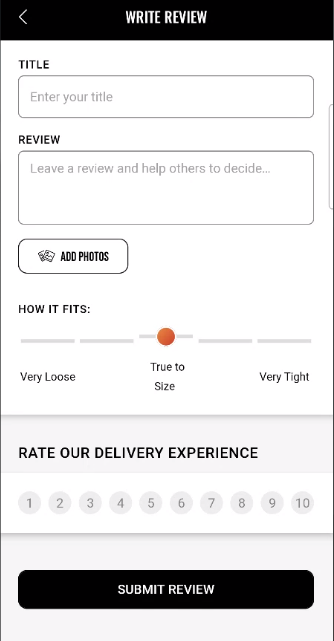 WRITE REVIEW
TITLE
Enter your title
REVIEW
Leave a review and help others to decide...
ADD PHOTOS
HOW IT FITS:
Very Loose
True to
Size
Very Tight
RATE OUR DELIVERY EXPERIENCE
1 2 3 4 5 6 7 8 9 10
SUBMIT REVIEW